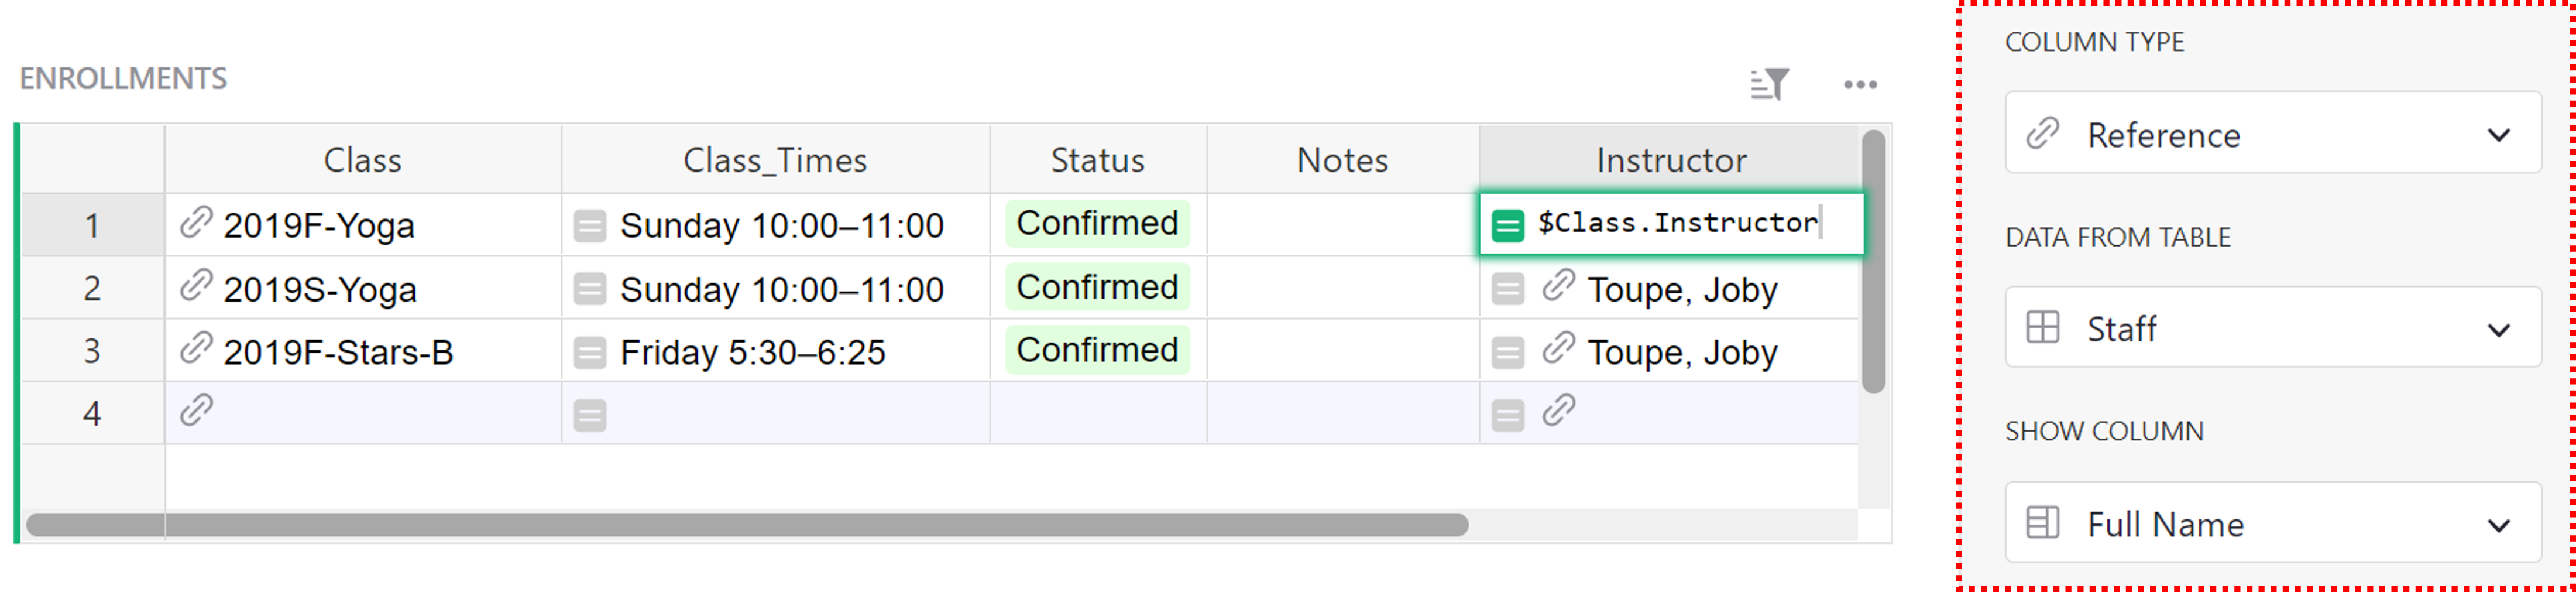 ENROLLMENTS
Class Class_Times Status Notes Instructor
1 2019F-Yoga Sunday 10:00–11:00 Confirmed $Class.Instructor
2 2019S-Yoga Sunday 10:00–11:00 Confirmed Toupe, Joby
3 2019F-Stars-B Friday 5:30–6:25 Confirmed Toupe, Joby
4
COLUMN TYPE
Reference
DATA FROM TABLE
Staff
SHOW COLUMN
Full Name